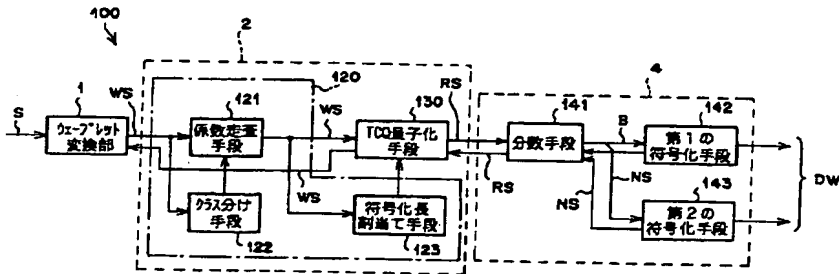 100
2
4
120
S
1
WS
121
WS
130
RS
141
B
142
ウェーブレット
変換部
係数走査
手段
TCQ量子化
手段
分数手段
第1の
符号化手段
WS
RS
NS
NS
143
DW
クラス分け
手段
符号化長
割当て手段
第2の
符号化手段
122
123